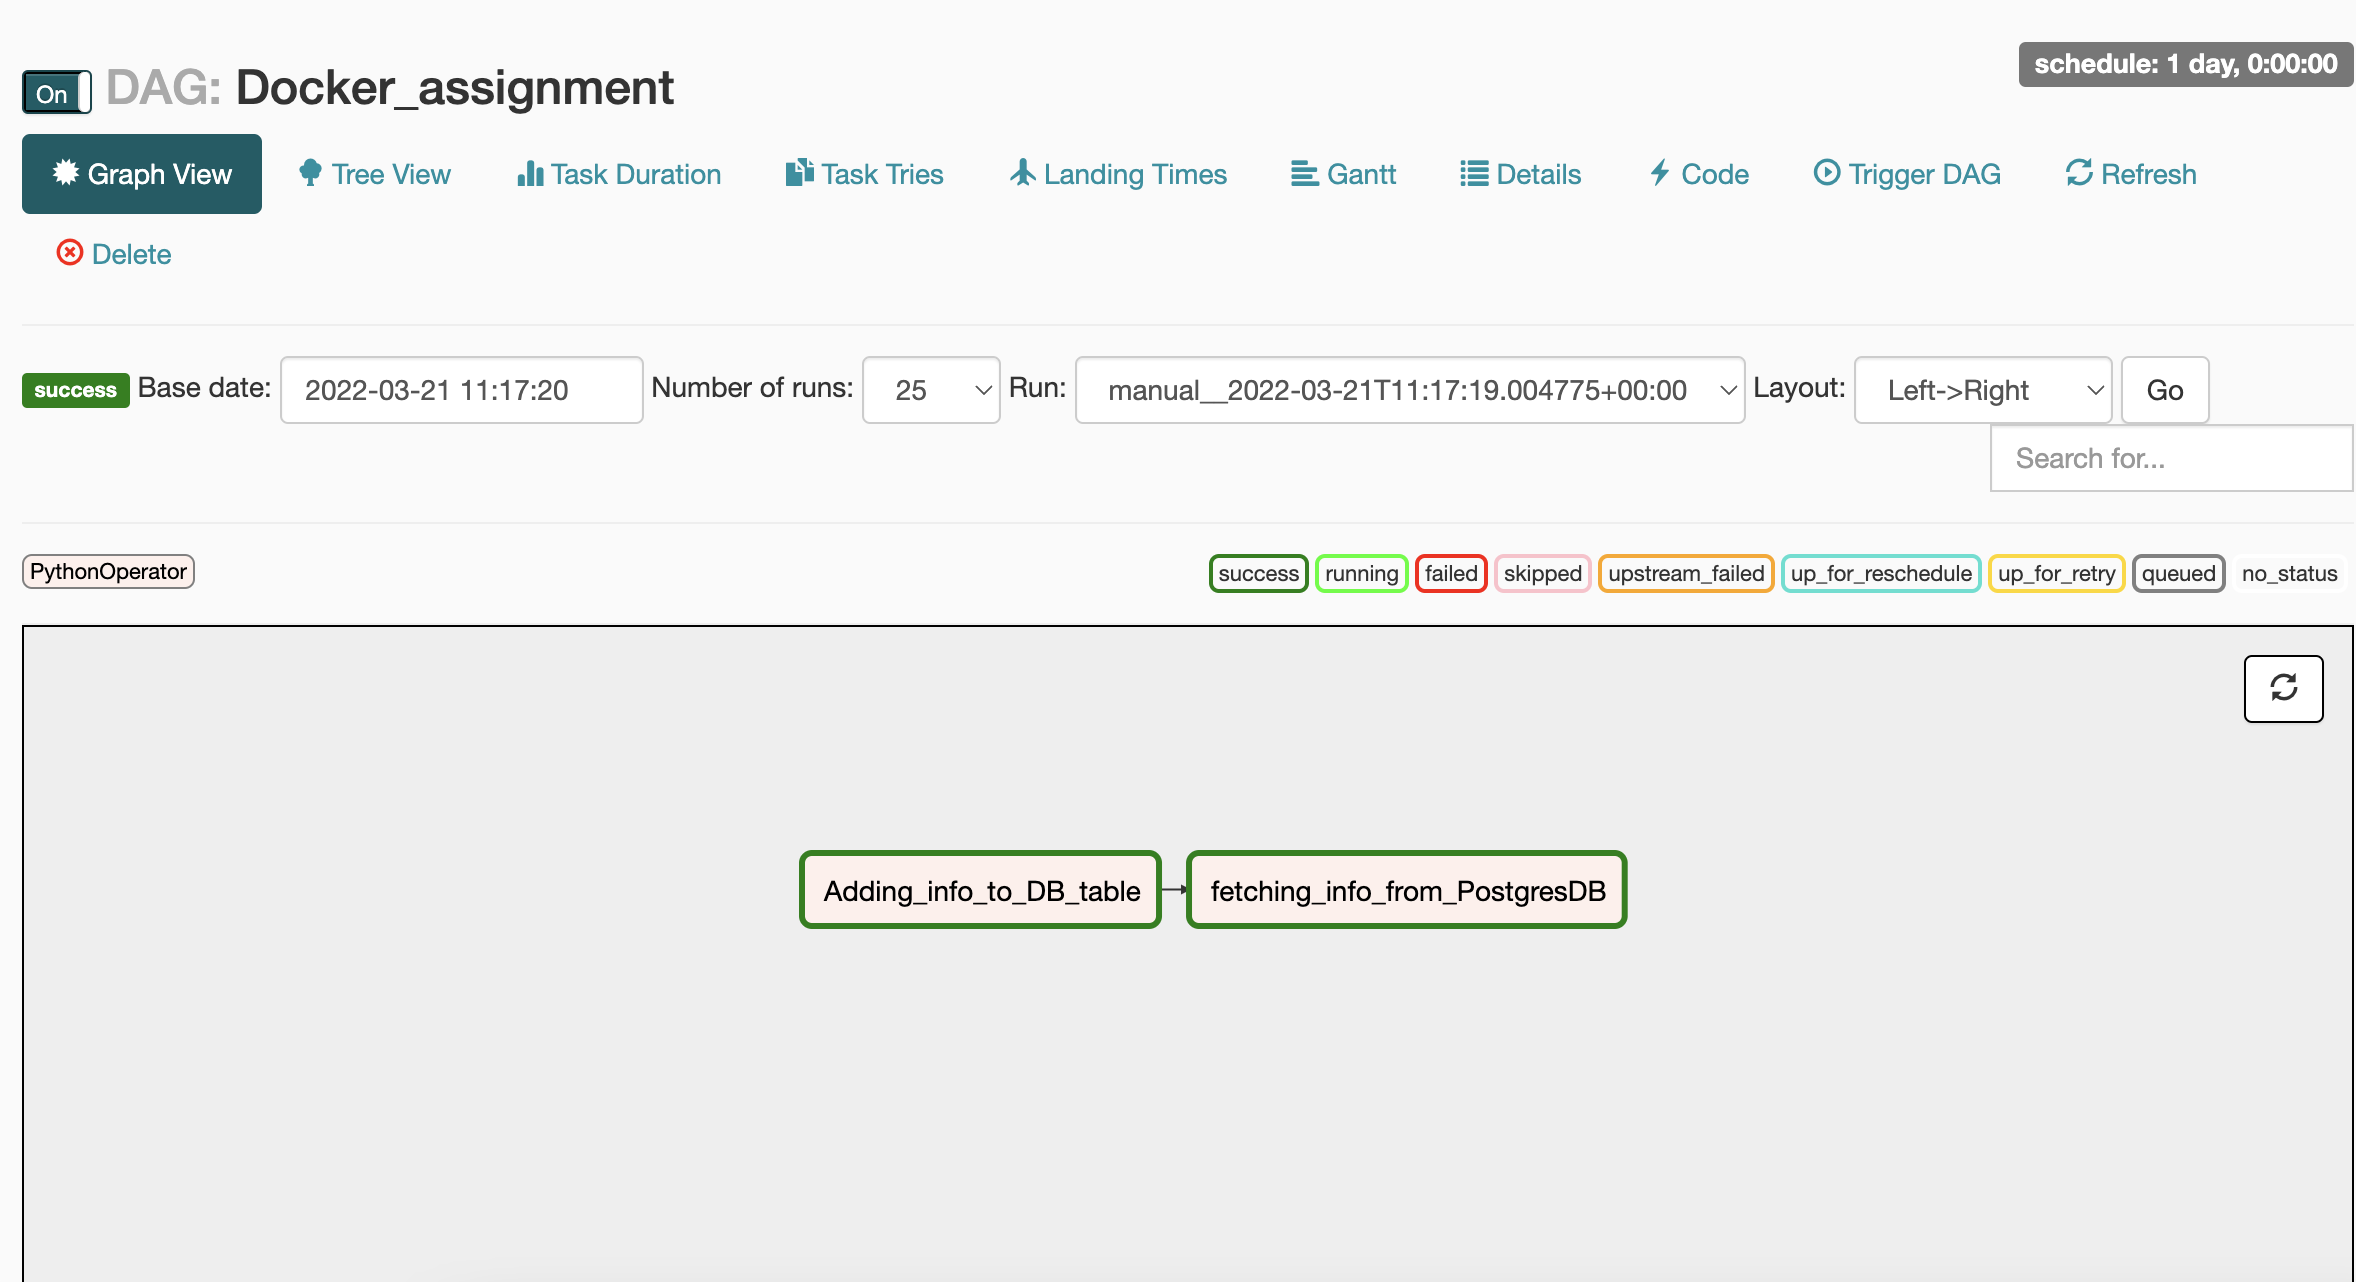 schedule: 1 day, 0:00:00
On DAG: Docker_assignment
Graph View Tree View Task Duration Task Tries Landing Times Gantt Details Code Trigger DAG Refresh
Delete
success Base date: 2022-03-21 11:17:20 Number of runs: 25 Run: manual__2022-03-21T11:17:19.004775+00:00 Layout: Left->Right Go
Search for...
PythonOperator success running failed skipped upstream_failed up_for_reschedule up_for_retry queued no_status
Adding_info_to_DB_table fetching_info_from_PostgresDB